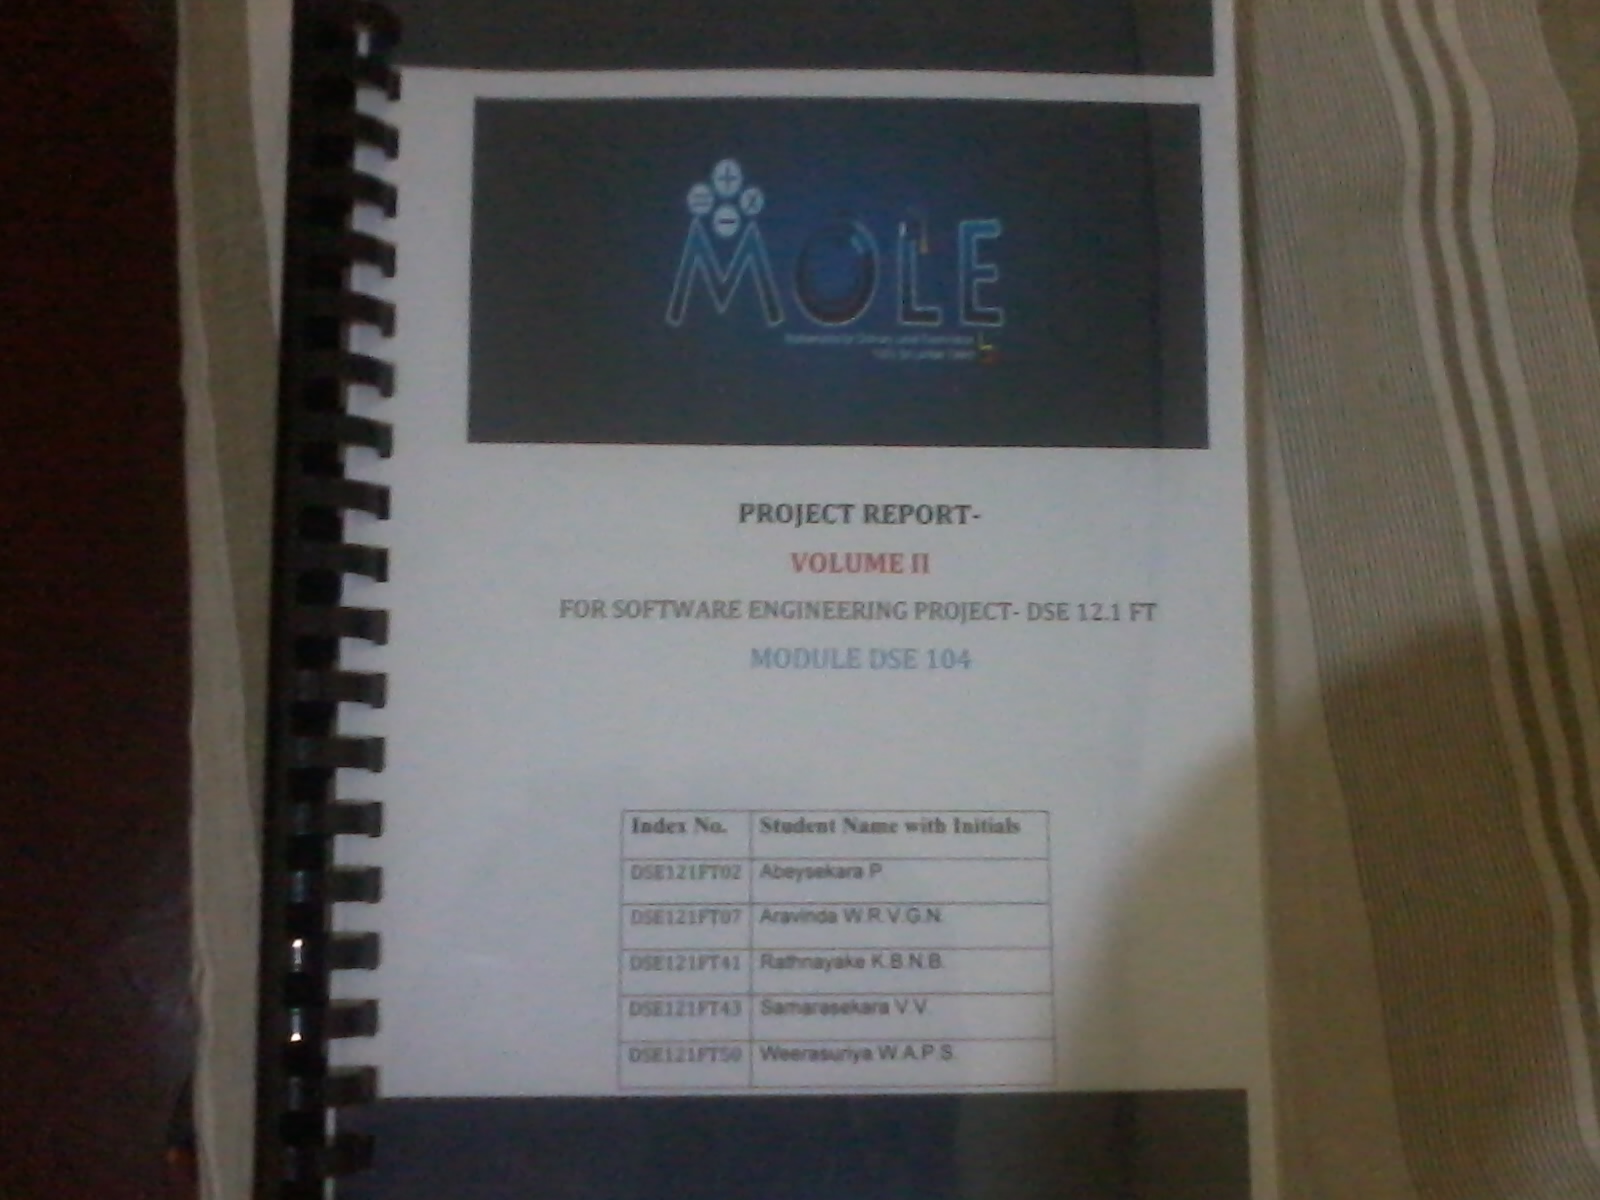 +
=
x
−
MOLE
PROJECT REPORT-
VOLUME II
FOR SOFTWARE ENGINEERING PROJECT- DSE 12.1 FT
MODULE DSE 104
Index No. Student Name with Initials
DSE121FT02 Abeysekara P
DSE121FT07 Aravinda W.R.V.G.N.
DSE121FT41 Rathnayake K.B.N.B.
DSE121FT43 Samarasekara V.V.
DSE121FT50 Weerasuriya W.A.P.S.